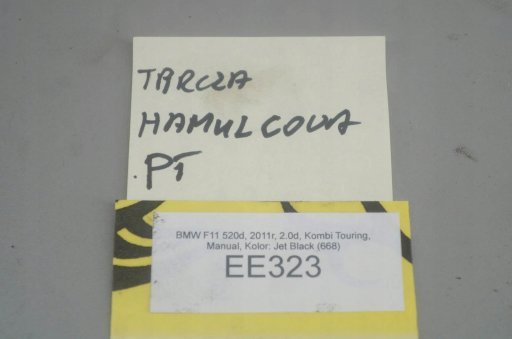 TARCZA
HAMULCOWA
PT
BMW F11 520d, 2011r, 2.0d, Kombi Touring,
Manual, Kolor: Jet Black (668)
EE323